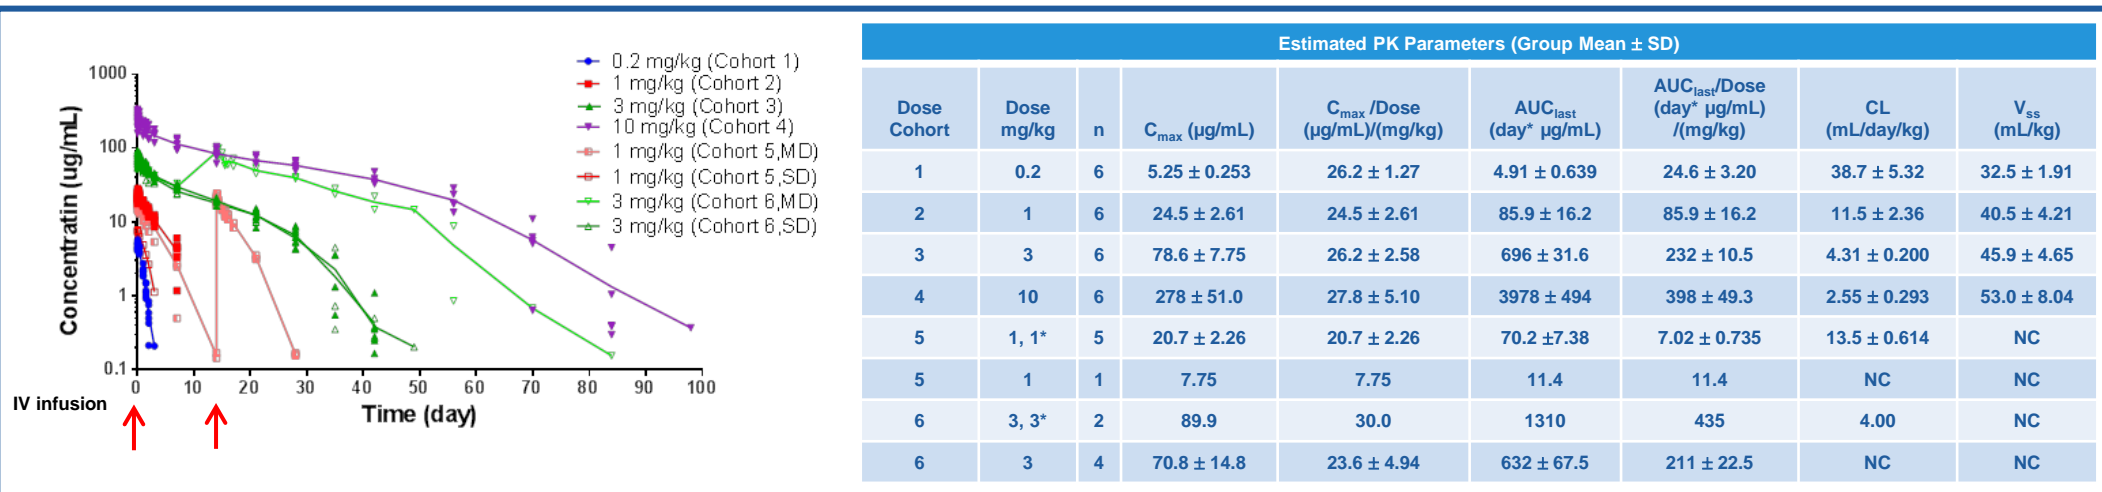 0.2 mg/kg (Cohort 1)
1 mg/kg (Cohort 2)
3 mg/kg (Cohort 3)
10 mg/kg (Cohort 4)
1 mg/kg (Cohort 5,MD)
1 mg/kg (Cohort 5,SD)
3 mg/kg (Cohort 6,MD)
3 mg/kg (Cohort 6,SD)
Concentratin (ug/mL)
1000
100
10
1
0.1
0 10 20 30 40 50 60 70 80 90 100
Time (day)
IV infusion
Estimated PK Parameters (Group Mean ± SD)
Dose Cohort | Dose mg/kg | n | Cmax (µg/mL) | Cmax /Dose (µg/mL)/(mg/kg) | AUClast (day* µg/mL) | AUClast/Dose (day* µg/mL) /(mg/kg) | CL (mL/day/kg) | Vss (mL/kg)
1 | 0.2 | 6 | 5.25 ± 0.253 | 26.2 ± 1.27 | 4.91 ± 0.639 | 24.6 ± 3.20 | 38.7 ± 5.32 | 32.5 ± 1.91
2 | 1 | 6 | 24.5 ± 2.61 | 24.5 ± 2.61 | 85.9 ± 16.2 | 85.9 ± 16.2 | 11.5 ± 2.36 | 40.5 ± 4.21
3 | 3 | 6 | 78.6 ± 7.75 | 26.2 ± 2.58 | 696 ± 31.6 | 232 ± 10.5 | 4.31 ± 0.200 | 45.9 ± 4.65
4 | 10 | 6 | 278 ± 51.0 | 27.8 ± 5.10 | 3978 ± 494 | 398 ± 49.3 | 2.55 ± 0.293 | 53.0 ± 8.04
5 | 1, 1* | 5 | 20.7 ± 2.26 | 20.7 ± 2.26 | 70.2 ±7.38 | 7.02 ± 0.735 | 13.5 ± 0.614 | NC
5 | 1 | 1 | 7.75 | 7.75 | 11.4 | 11.4 | NC | NC
6 | 3, 3* | 2 | 89.9 | 30.0 | 1310 | 435 | 4.00 | NC
6 | 3 | 4 | 70.8 ± 14.8 | 23.6 ± 4.94 | 632 ± 67.5 | 211 ± 22.5 | NC | NC